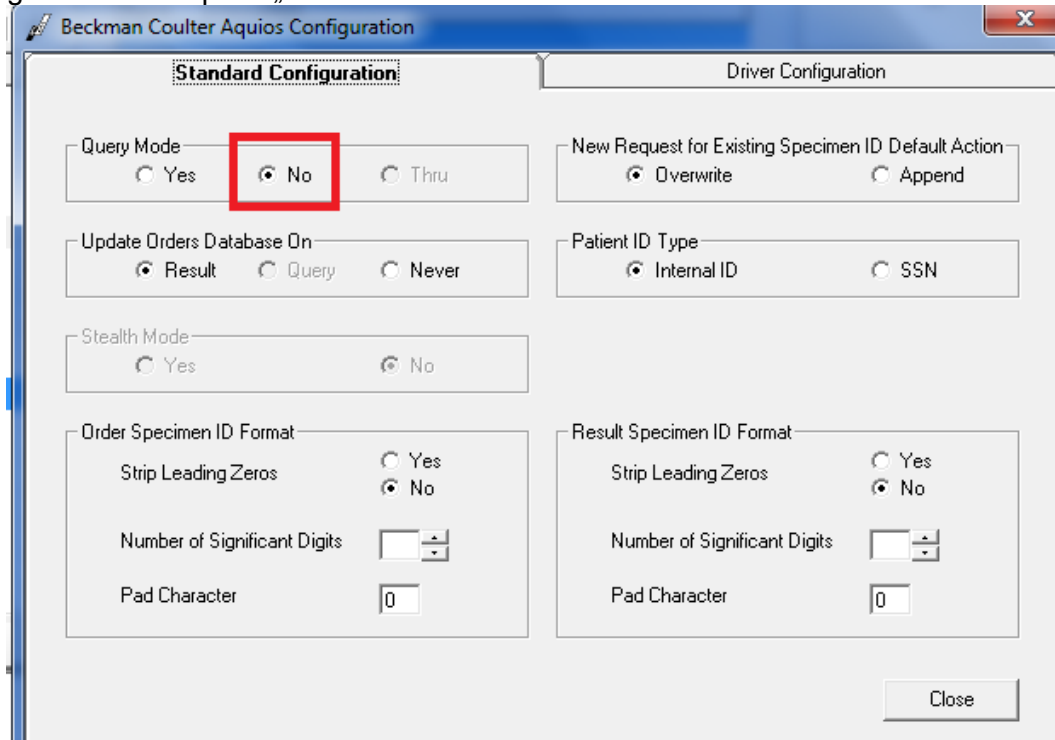 Beckman Coulter Aquios Configuration
Standard Configuration
Driver Configuration
Query Mode
Yes No Thru
New Request for Existing Specimen ID Default Action
Overwrite Append
Update Orders Database On
Result Query Never
Patient ID Type
Internal ID SSN
Stealth Mode
Yes No
Order Specimen ID Format
Strip Leading Zeros
Yes
No
Number of Significant Digits
Pad Character 0
Result Specimen ID Format
Strip Leading Zeros
Yes
No
Number of Significant Digits
Pad Character 0
Close